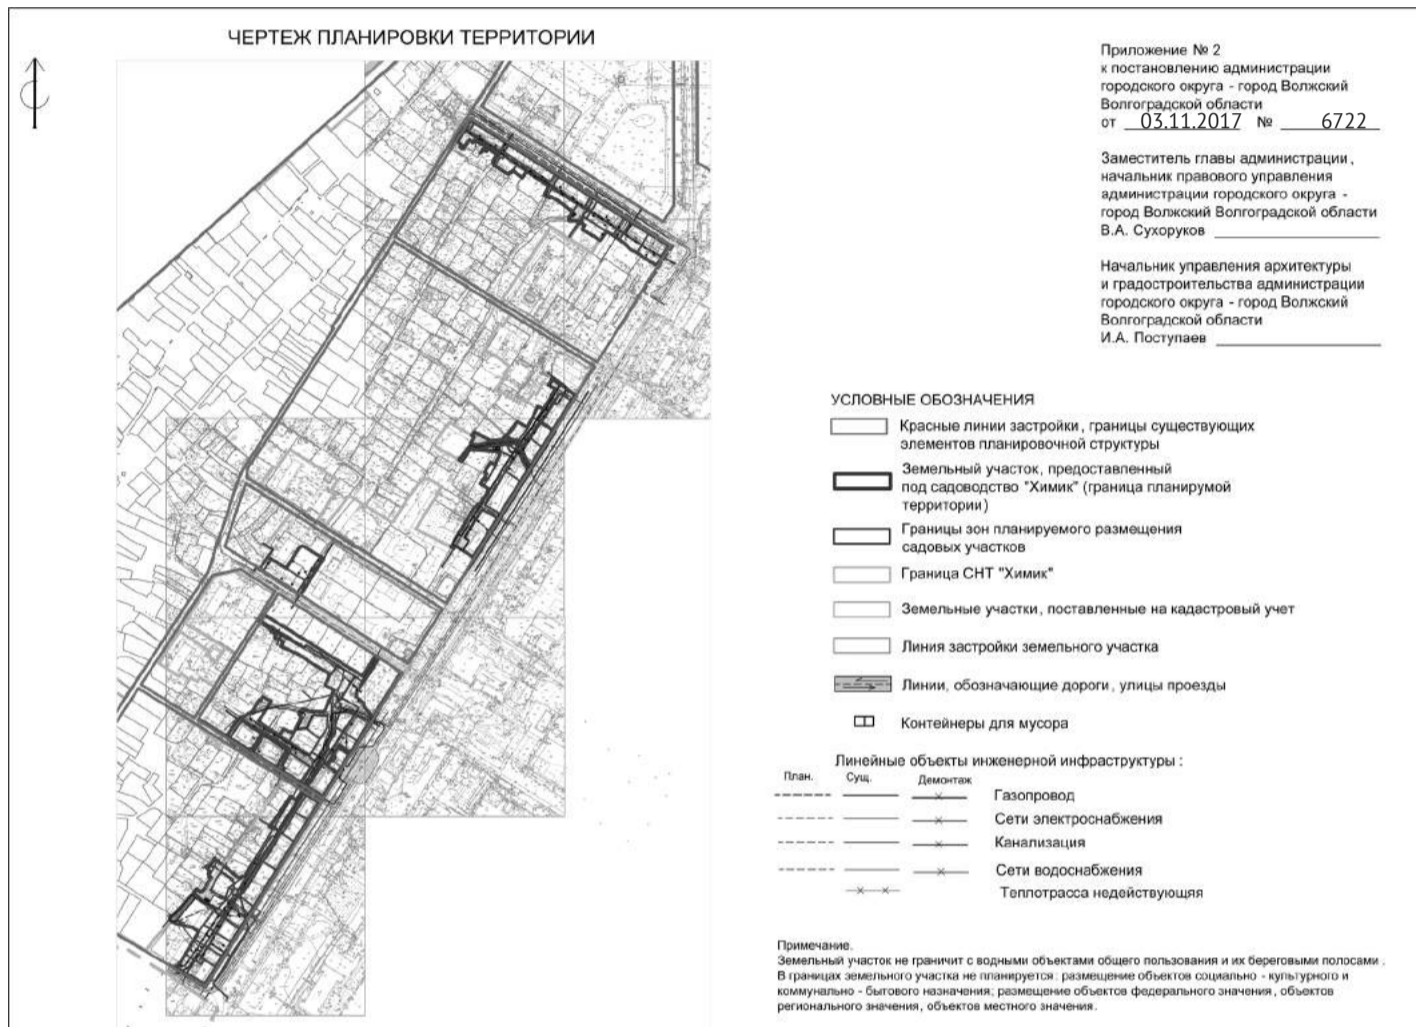 ЧЕРТЕЖ ПЛАНИРОВКИ ТЕРРИТОРИИ
Приложение № 2
к постановлению администрации
городского округа - город Волжский
Волгоградской области
от 03.11.2017 № 6722
Заместитель главы администрации,
начальник правового управления
администрации городского округа -
город Волжский Волгоградской области
В.А. Сухоруков
Начальник управления архитектуры
и градостроительства администрации
городского округа - город Волжский
Волгоградской области
И.А. Поступаев
УСЛОВНЫЕ ОБОЗНАЧЕНИЯ
Красные линии застройки, границы существующих
элементов планировочной структуры
Земельный участок, предоставленный
под садоводство "Химик" (граница планирумой
территории)
Границы зон планируемого размещения
садовых участков
Граница СНТ "Химик"
Земельные участки, поставленные на кадастровый учет
Линия застройки земельного участка
Линии, обозначающие дороги, улицы проезды
Контейнеры для мусора
Линейные объекты инженерной инфраструктуры :
План. Сущ. Демонтаж
Газопровод
Сети электроснабжения
Канализация
Сети водоснабжения
Теплотрасса недействующяя
Примечание.
Земельный участок не граничит с водными объектами общего пользования и их береговыми полосами .
В границах земельного участка не планируется: размещение объектов социально - культурного и
коммунально - бытового назначения; размещение объектов федерального значения, объектов
регионального значения, объектов местного значения.